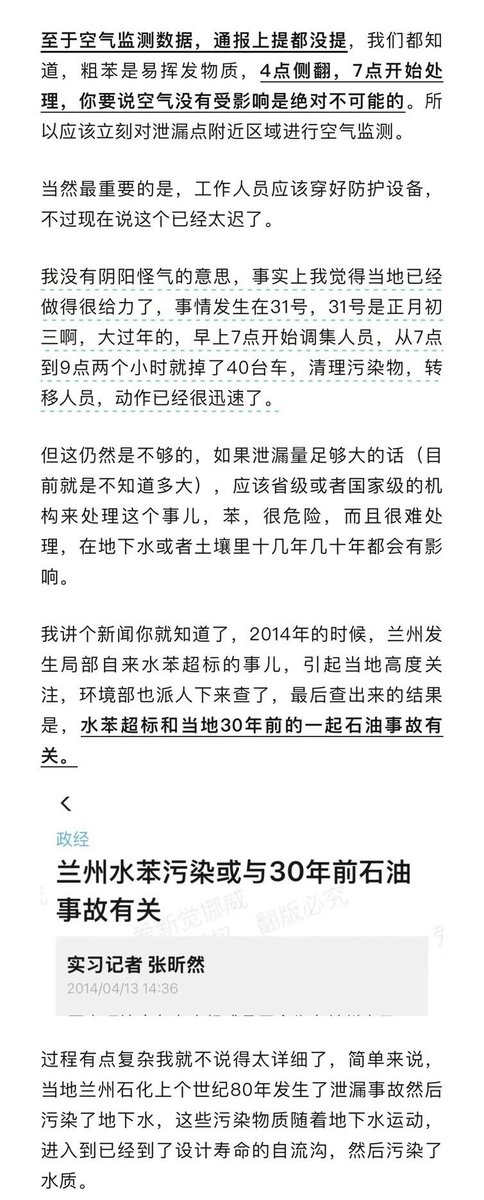 至于空气监测数据，通报上提都没提，我们都知
道，粗苯是易挥发物质，4点侧翻，7点开始处
理，你要说空气没有受影响是绝对不可能的。所
以应该立刻对泄漏点附近区域进行空气监测。
当然最重要的是，工作人员应该穿好防护设备，
不过现在说这个已经太迟了。
我没有阴阳怪气的意思，事实上我觉得当地已经
做得很给力了，事情发生在31号，31号是正月初
三啊，大过年的，早上7点开始调集人员，从7点
到9点两个小时就掉了40台车，清理污染物，转
移人员，动作已经很迅速了。
但这仍然是不够的，如果泄漏量足够大的话（目
前就是不知道多大），应该省级或者国家级的机
构来处理这个事儿，苯，很危险，而且很难处
理，在地下水或者土壤里十几年几十年都会有影
响。
我讲个新闻你就知道了，2014年的时候，兰州发
生局部自来水苯超标的事儿，引起当地高度关
注，环境部也派人下来查了，最后查出来的结果
是，水苯超标和当地30年前的一起石油事故有
关。
政经
兰州水苯污染或与30年前石油
事故有关
爱新觉挪威
翻版必究
实习记者 张昕然
2014/04/13 14:36
过程有点复杂我就不说得太详细了，简单来说，
当地兰州石化上个世纪80年发生了泄漏事故然后
污染了地下水，这些污染物质随着地下水运动，
进入到已经到了设计寿命的自流沟，然后污染了
水质。